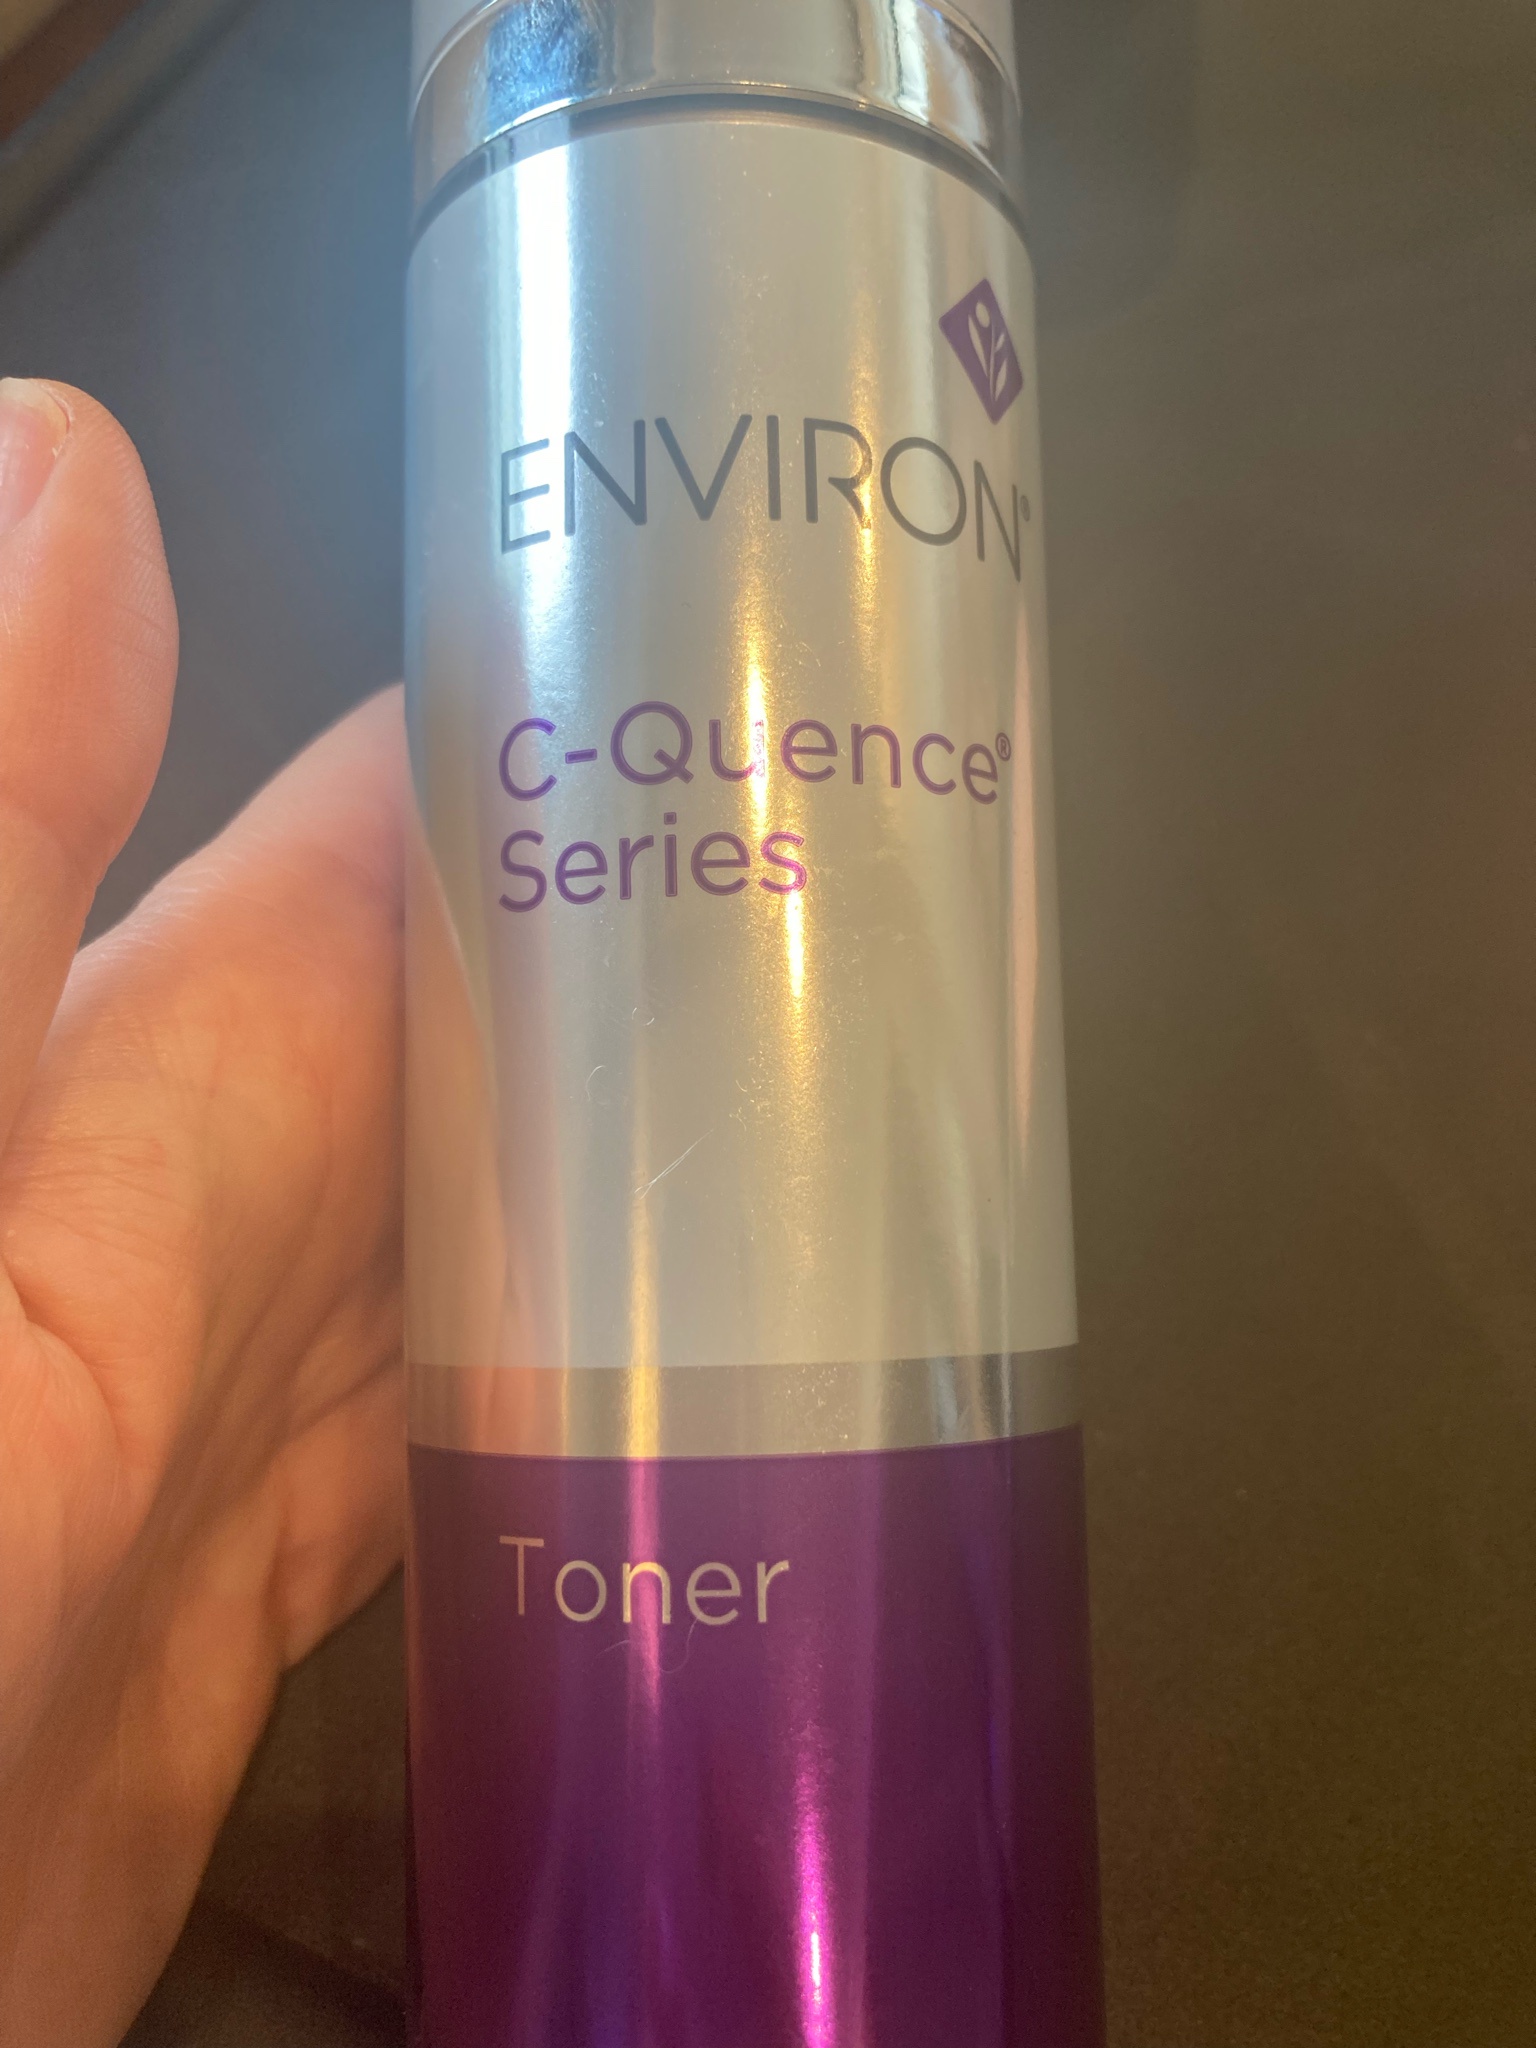 ENVIRON®
C-Quence®
Series
Toner